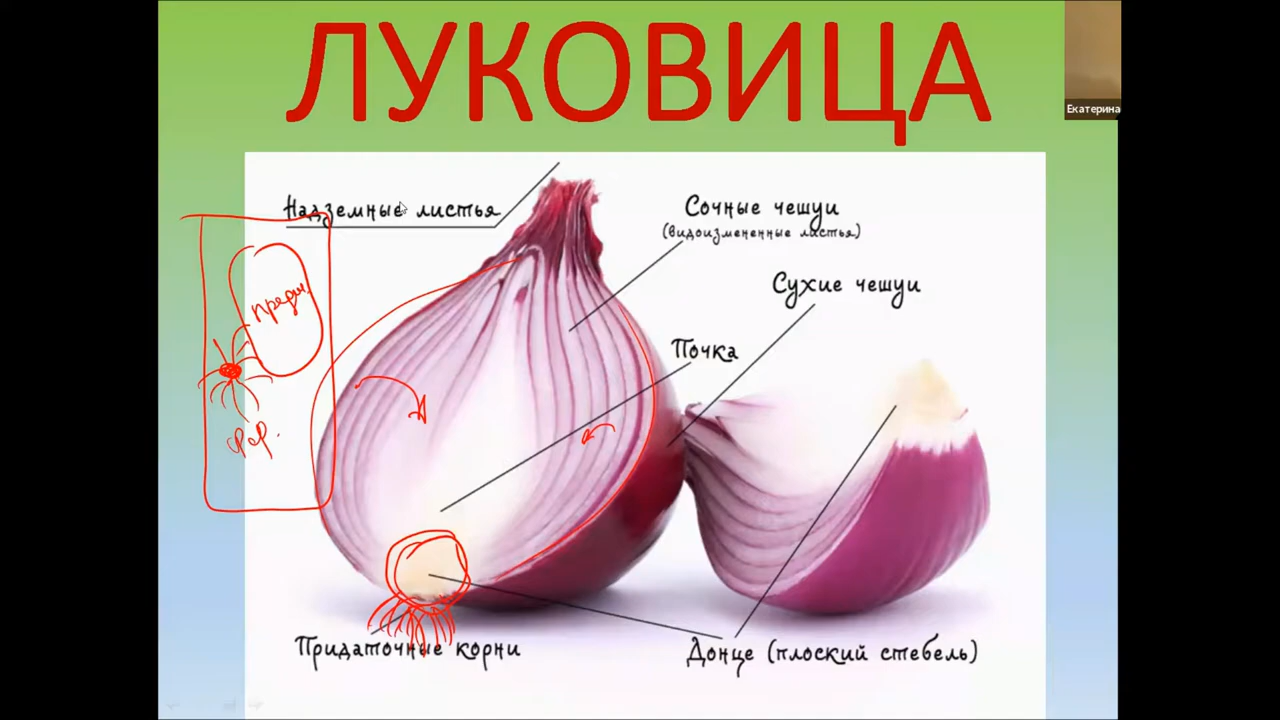 ЛУКОВИЦА
Екатерина
Надземные листья
Сочные чешуи
(видоизмененные листья)
Сухие чешуи
Почка
Придаточные корни
Донце (плоский стебель)